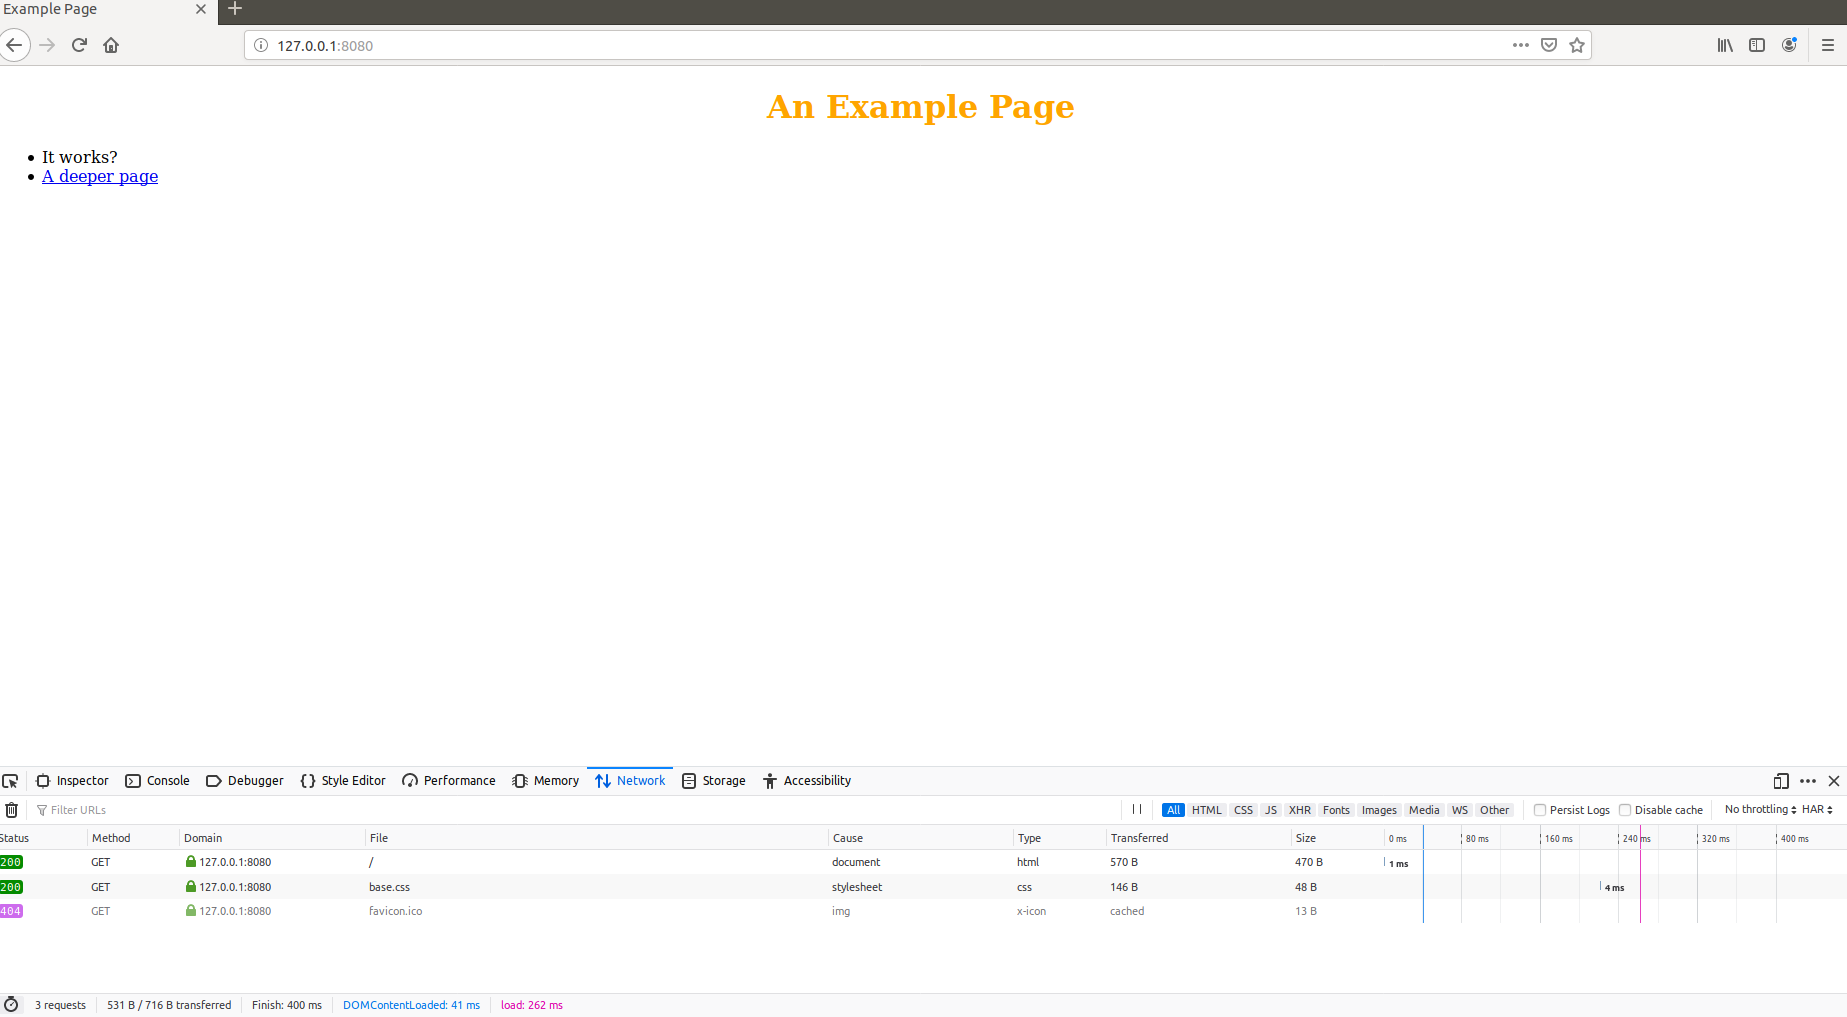 Example Page
127.0.0.1:8080
An Example Page
It works?
A deeper page
Inspector Console Debugger Style Editor Performance Memory Network Storage Accessibility
Filter URLs All HTML CSS JS XHR Fonts Images Media WS Other Persist Logs Disable cache No throttling HAR
Status Method Domain File Cause Type Transferred Size 0 ms 80 ms 160 ms 240 ms 320 ms 400 ms
200 GET 127.0.0.1:8080 / document html 570 B 470 B 1 ms
200 GET 127.0.0.1:8080 base.css stylesheet css 146 B 48 B 4 ms
404 GET 127.0.0.1:8080 favicon.ico img x-icon cached 13 B
3 requests 531 B / 716 B transferred Finish: 400 ms DOMContentLoaded: 41 ms load: 262 ms